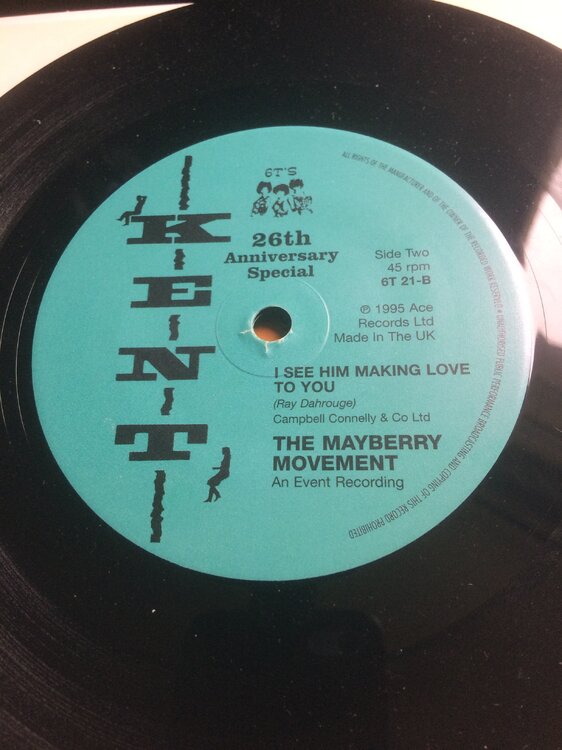 KENT
6T'S
26th
Anniversary
Special
Side Two
45 rpm
6T 21-B
℗ 1995 Ace
Records Ltd
Made in The UK
I SEE HIM MAKING LOVE
TO YOU
(Ray Dahrouge)
Campbell Connelly & Co Ltd
THE MAYBERRY
MOVEMENT
An Event Recording
ALL RIGHTS OF THE MANUFACTURER AND OF THE OWNER OF THE RECORDED WORK RESERVED • UNAUTHORISED PUBLIC PERFORMANCE BROADCASTING AND COPYING OF THIS RECORD PROHIBITED